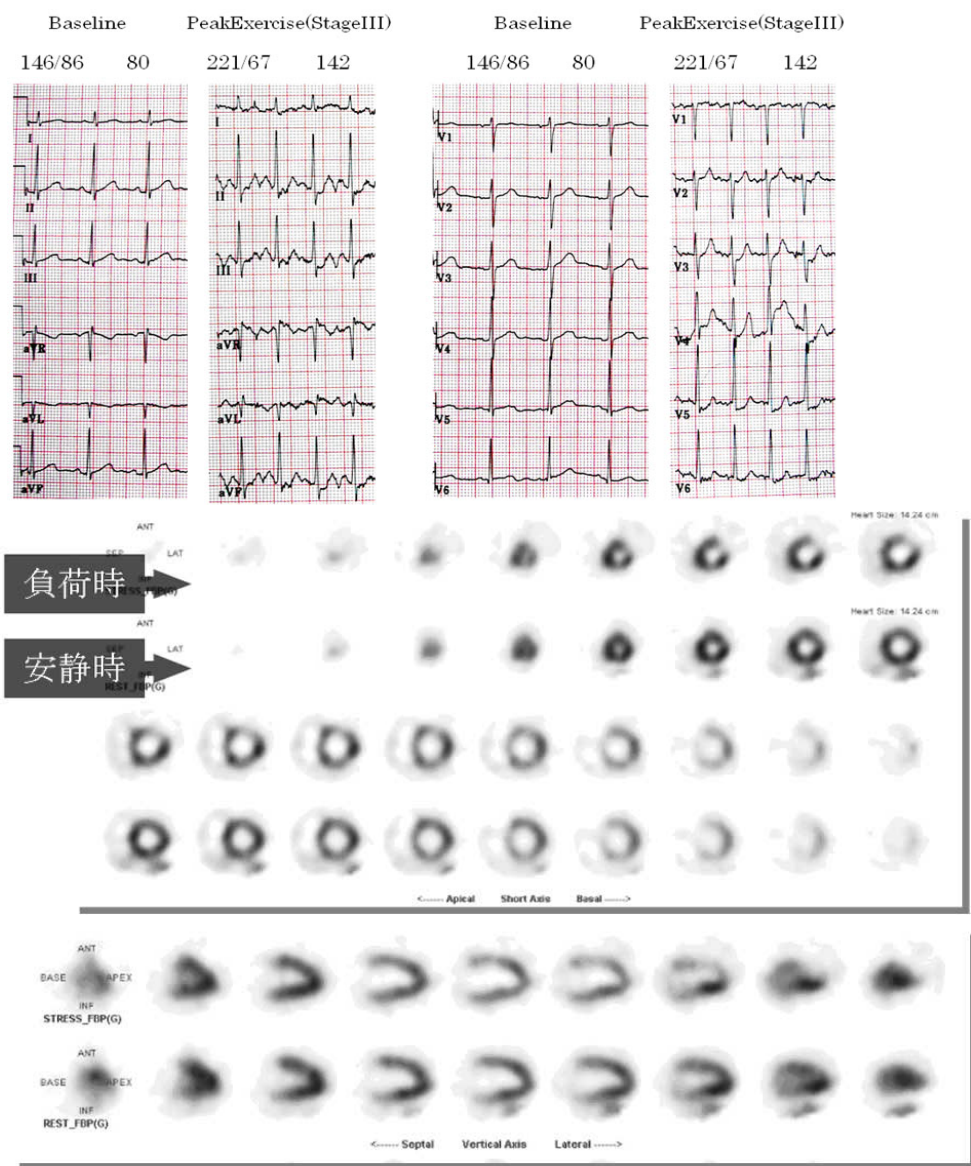 Baseline PeakExercise(StageIII) Baseline PeakExercise(StageIII)
146/86 80 221/67 142 146/86 80 221/67 142
I I V1 V1
II II V2 V2
III III V3 V3
aVR aVR V4 V4
aVL aVL V5 V5
aVF aVF V6 V6
Heart Size: 14.24 cm
ANT
SEP LAT
負荷時
STRESS_FBP(G)
Heart Size: 14.24 cm
ANT
LAT
安静時
REST_FBP(G)
<------ Apical Short Axis Basal ------>
ANT
BASE APEX
INF
STRESS_FBP(G)
ANT
BASE APEX
INF
REST_FBP(G)
<------ Septal Vertical Axis Lateral ------>